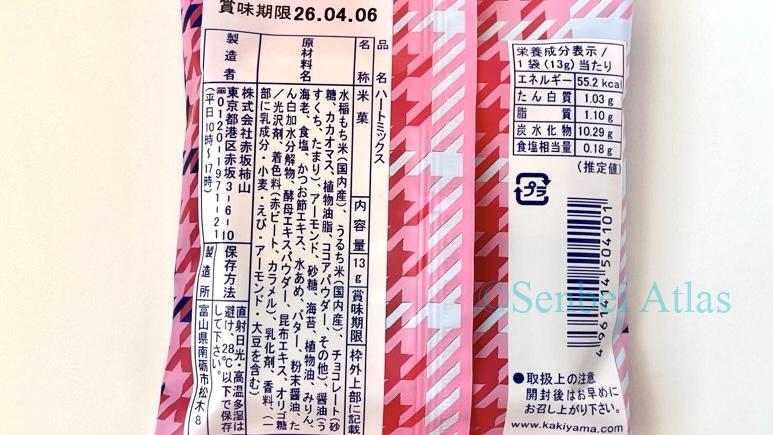 賞味期限26.04.06
品名 ハートミックス
名称 米菓 内容量 13g 賞味期限 枠外上部に記載
原材料名 水稲もち米(国内産)、うるち米(国内産)、チョコレート(砂
糖、カカオマス、植物油脂、ココアパウダー、その他)、醤油(う
すくち、たまり)、アーモンド、砂糖、海苔、植物油、みりん、
海老、食塩、かつお節エキス、水あめ、バター、粉末醤油、た
ん白加水分解物、酵母エキスパウダー、昆布エキス、オリゴ糖
／光沢剤、着色料(赤ビート、カラメル)、乳化剤、香料、(一
部に乳成分・小麦・えび・アーモンド・大豆を含む)
製造者 株式会社赤坂柿山
東京都港区赤坂3-6-10
0120-1971-21
(平日10時〜17時)
保存方法 直射日光・高温多湿は
避け、28℃以下で保存
して下さい。
製造所 富山県南砺市松木8
栄養成分表示/
1袋(13g)当たり
エネルギー 55.2 kcal
たん白質 1.03 g
脂質 1.10 g
炭水化物 10.29 g
食塩相当量 0.18 g
(推定値)
プラ
4961414504101
●取扱上の注意
開封後はお早めに
お召し上がり下さい。
www.kakiyama.com
©Senbei Atlas